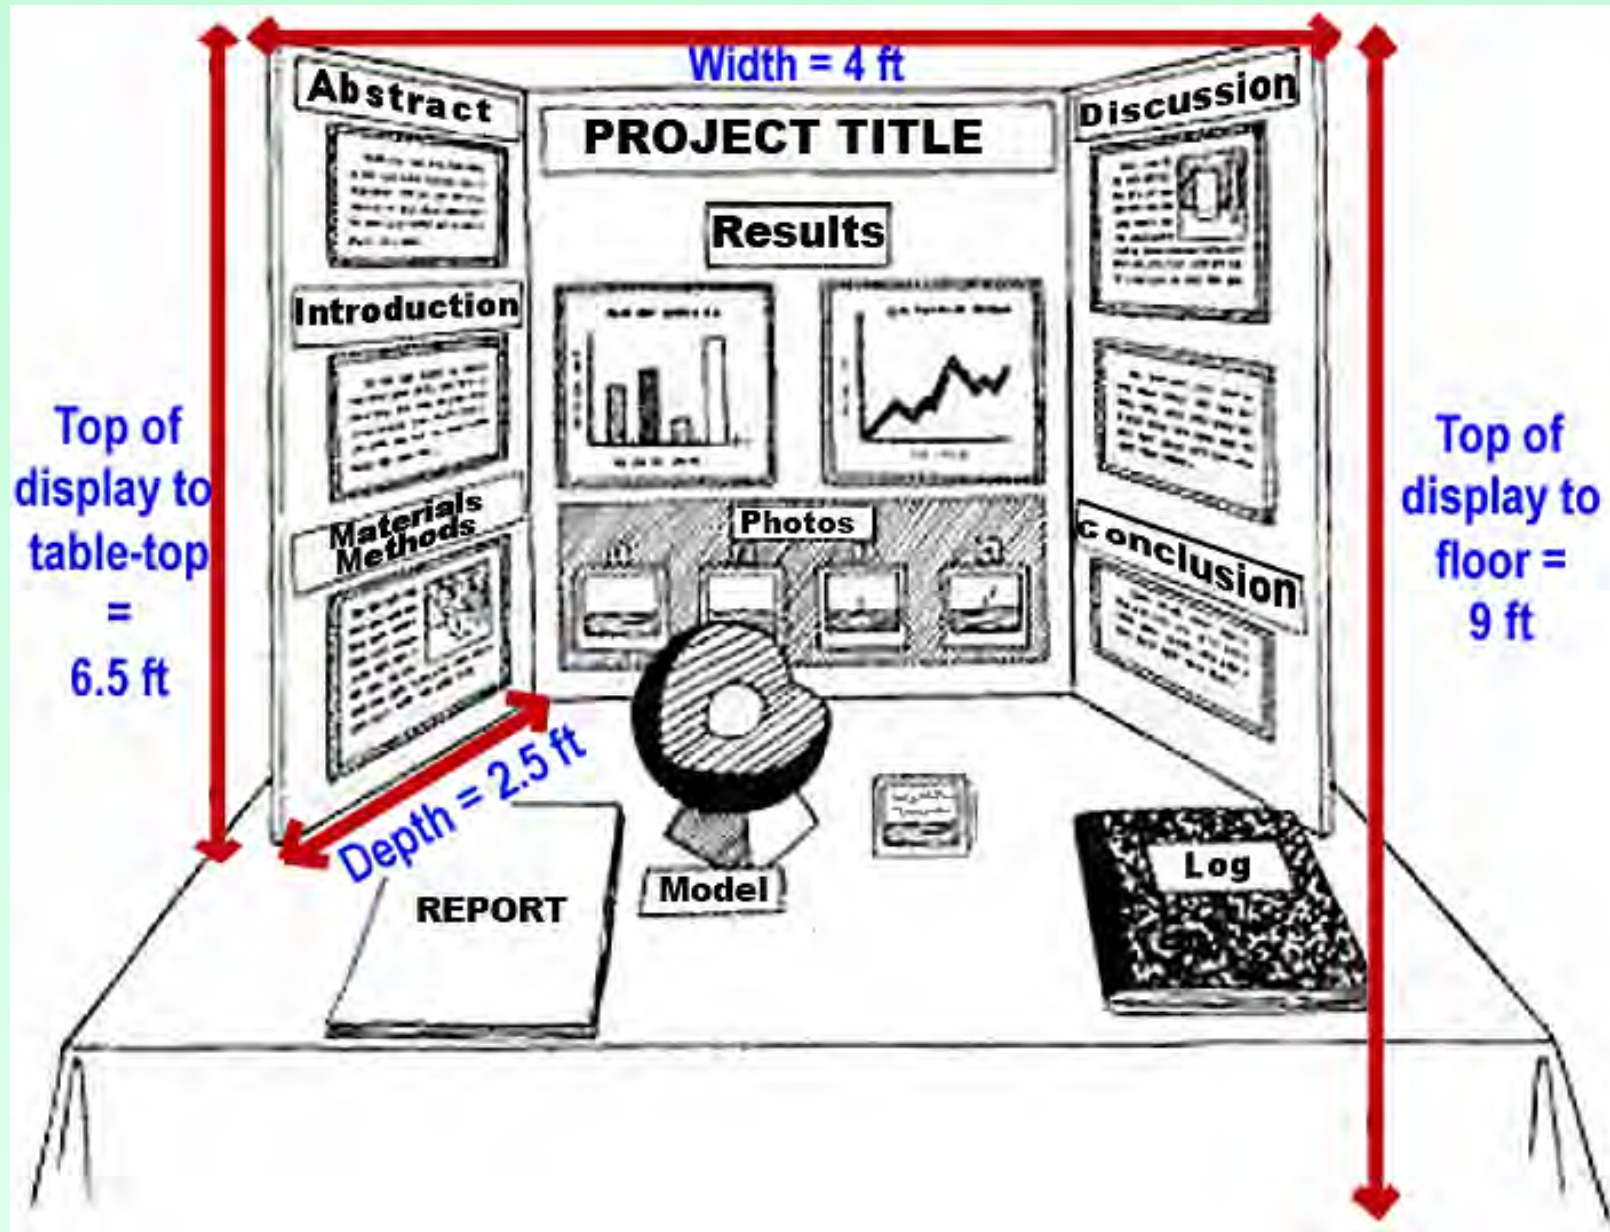 Width = 4 ft
Abstract
PROJECT TITLE
Discussion
Results
Introduction
Top of
display to
table-top
=
6.5 ft
Materials
Methods
Photos
Conclusion
Top of
display to
floor =
9 ft
Depth = 2.5 ft
REPORT
Model
Log